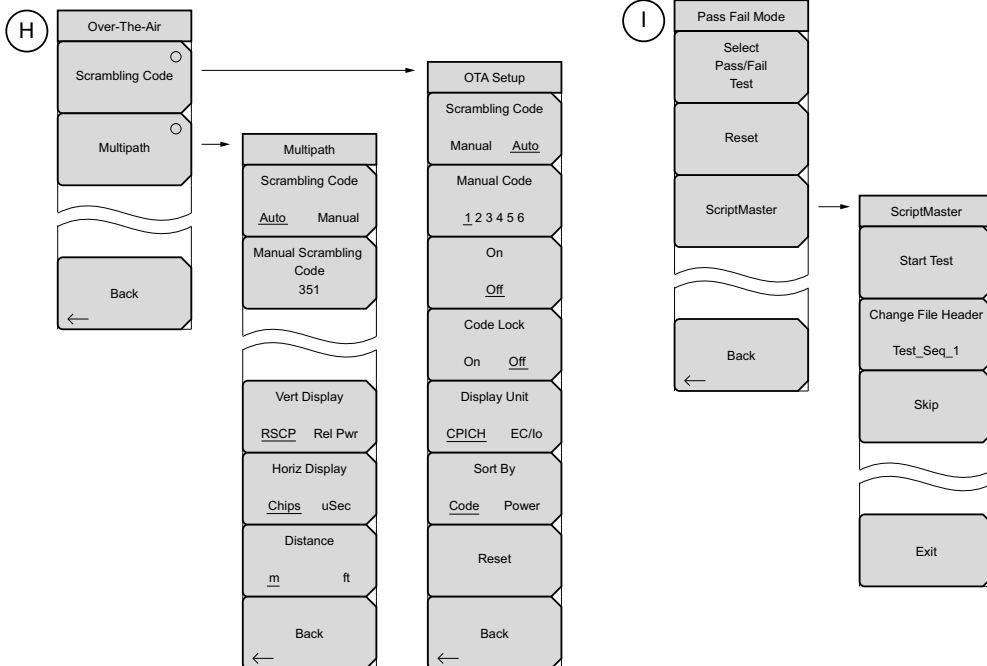 H
Over-The-Air
Scrambling Code
Multipath
Back
Multipath
Scrambling Code
Auto Manual
Manual Scrambling
Code
351
Vert Display
RSCP Rel Pwr
Horiz Display
Chips uSec
Distance
m ft
Back
OTA Setup
Scrambling Code
Manual Auto
Manual Code
1 2 3 4 5 6
On
Off
Code Lock
On Off
Display Unit
CPICH EC/Io
Sort By
Code Power
Reset
Back
I
Pass Fail Mode
Select
Pass/Fail
Test
Reset
ScriptMaster
Back
ScriptMaster
Start Test
Change File Header
Test_Seq_1
Skip
Exit